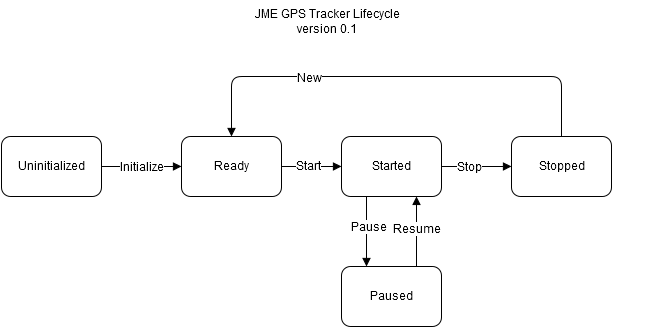 JME GPS Tracker Lifecycle
version 0.1
New
Uninitialized
Initialize
Ready
Start
Started
Stop
Stopped
Pause
Resume
Paused